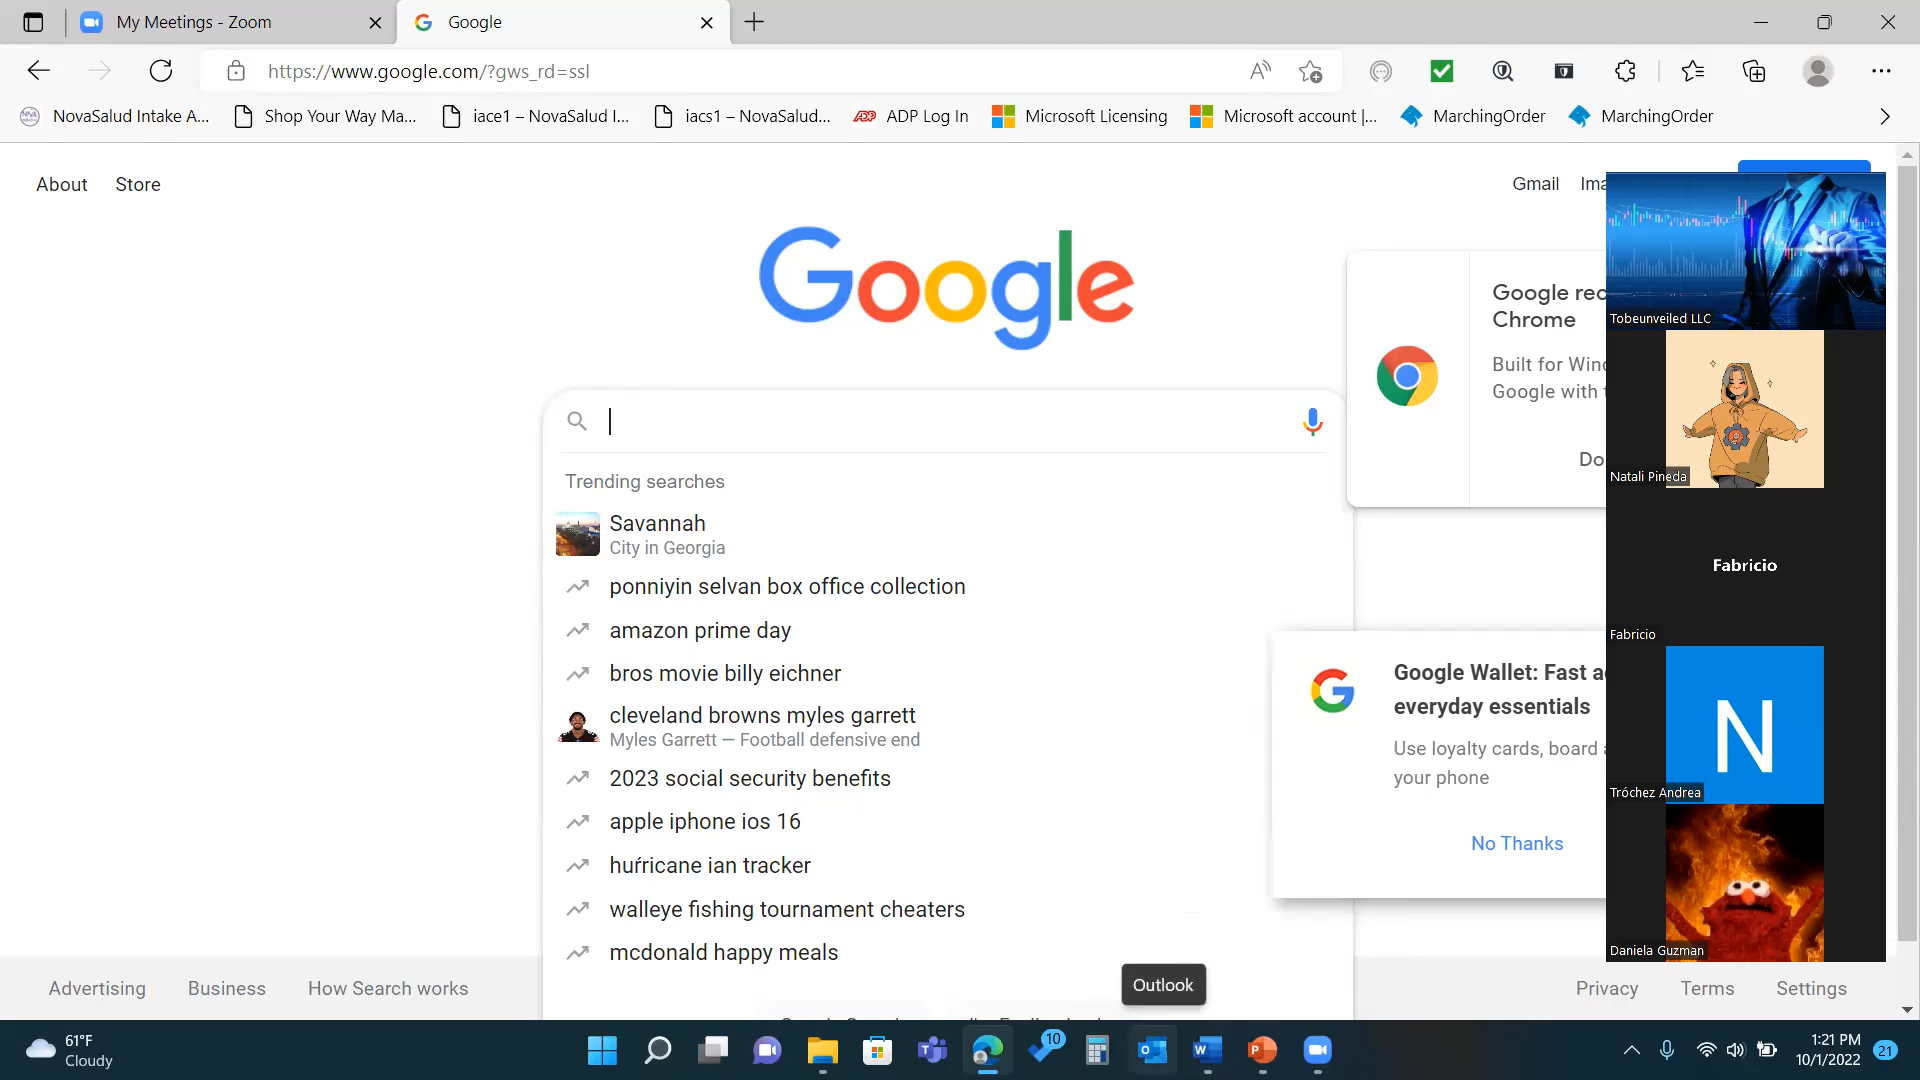 My Meetings - Zoom
Google
https://www.google.com/?gws_rd=ssl
NovaSalud Intake A...
Shop Your Way Ma...
iace1 – NovaSalud I...
iacs1 – NovaSalud...
ADP Log In
Microsoft Licensing
Microsoft account |...
MarchingOrder
MarchingOrder
About
Store
Gmail
Ima
Google
Trending searches
Savannah
City in Georgia
ponniyin selvan box office collection
amazon prime day
bros movie billy eichner
cleveland browns myles garrett
Myles Garrett — Football defensive end
2023 social security benefits
apple iphone ios 16
hurricane ian tracker
walleye fishing tournament cheaters
mcdonald happy meals
Google rec
Chrome
Built for Wind
Google with t
Do
Google Wallet: Fast a
everyday essentials
Use loyalty cards, board a
your phone
No Thanks
Tobeunveiled LLC
Natali Pineda
Fabricio
Fabricio
N
Tróchez Andrea
Daniela Guzman
Outlook
Advertising
Business
How Search works
Privacy
Terms
Settings
61°F
Cloudy
10
1:21 PM
10/1/2022
21